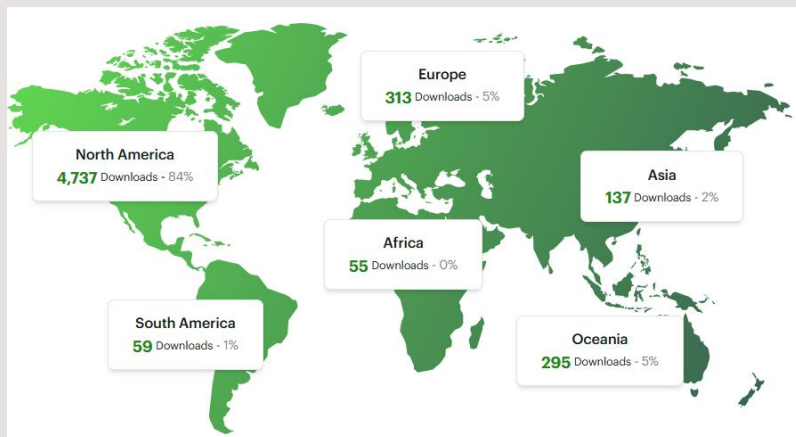 Europe
313 Downloads - 5%
North America
4,737 Downloads - 84%
Asia
137 Downloads - 2%
Africa
55 Downloads - 0%
South America
59 Downloads - 1%
Oceania
295 Downloads - 5%